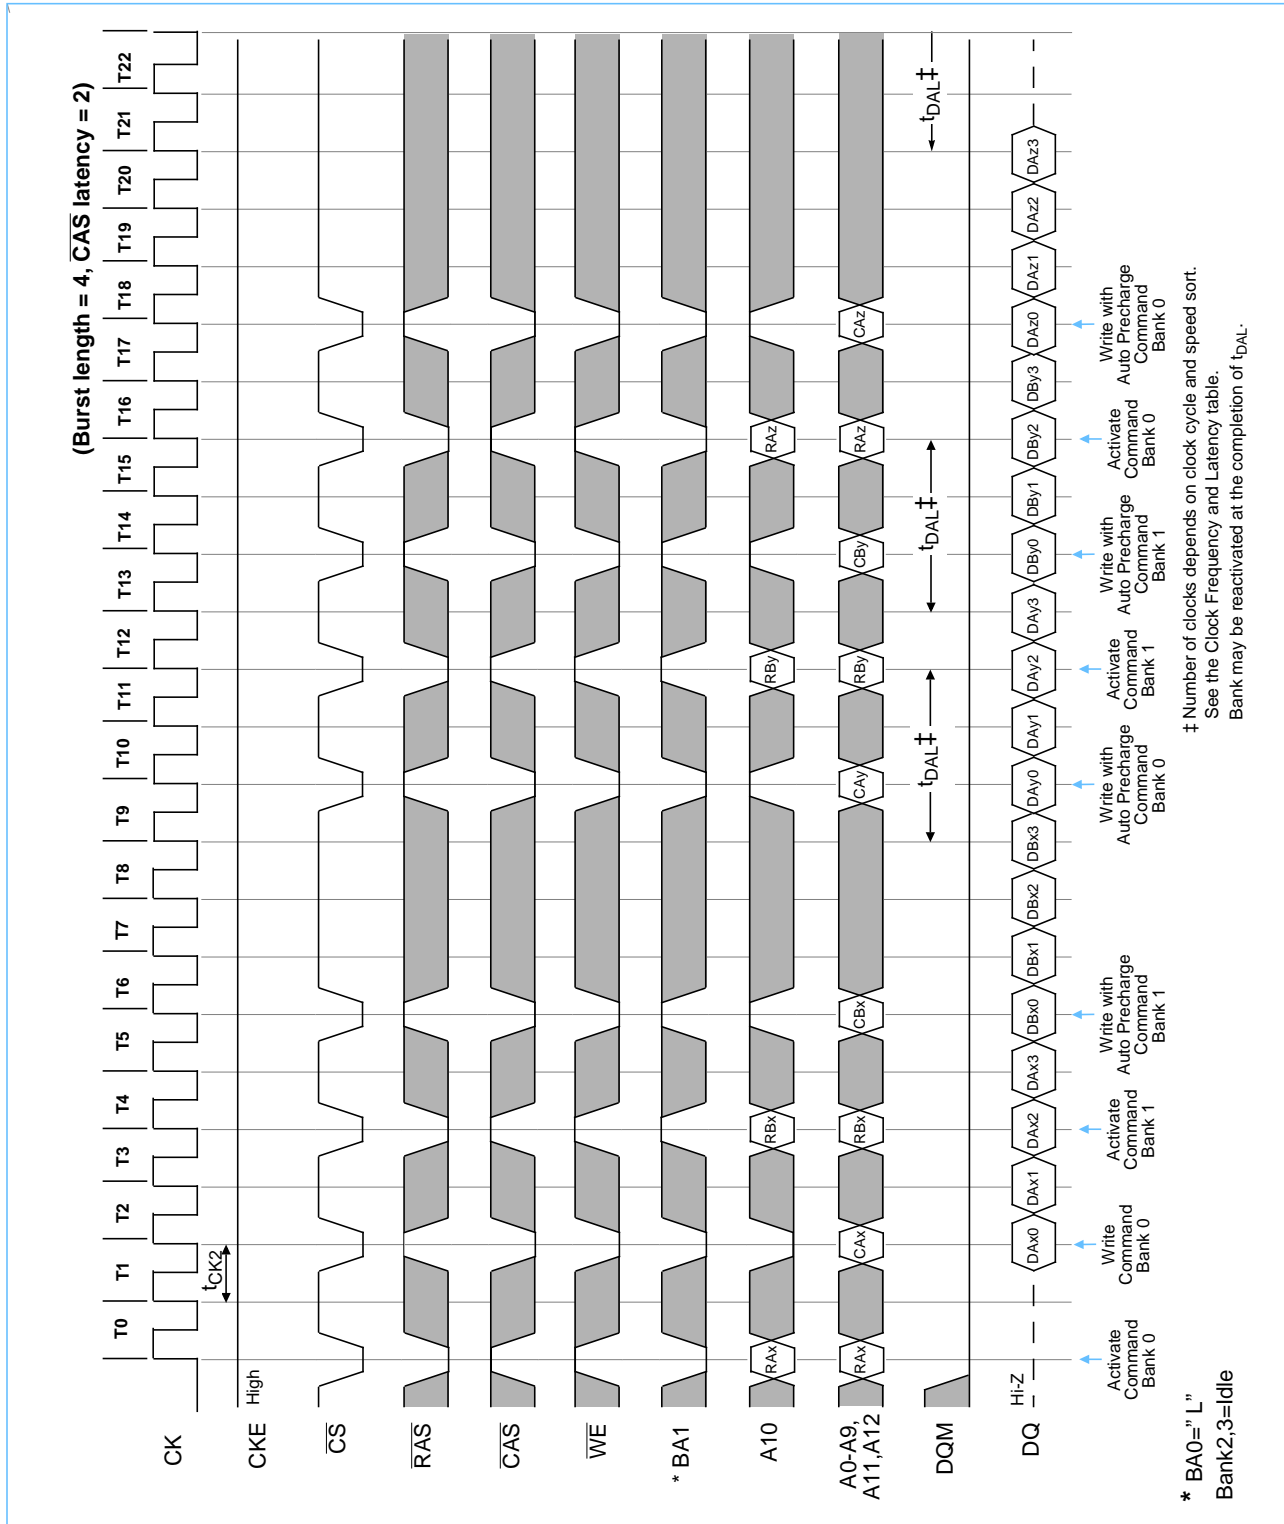 (Burst length = 4, CAS latency = 2)
T0 T1 T2 T3 T4 T5 T6 T7 T8 T9 T10 T11 T12 T13 T14 T15 T16 T17 T18 T19 T20 T21 T22
CK
tCK2
CKE
High
CS
RAS
CAS
WE
* BA1
A10
RAx RBx RBy RAz
A0-A9,
A11,A12
RAx CAx RBx CBx CAy RBy CBy RAz CAz
DQM
tDAL‡ tDAL‡ tDAL‡
DQ
Hi-Z
DAx0 DAx1 DAx2 DAx3 DBx0 DBx1 DBx2 DBx3 DAy0 DAy1 DAy2 DAy3 DBy0 DBy1 DBy2 DBy3 DAz0 DAz1 DAz2 DAz3
Activate
Command
Bank 0
Write
Command
Bank 0
Activate
Command
Bank 1
Write with
Auto Precharge
Command
Bank 1
Write with
Auto Precharge
Command
Bank 0
Activate
Command
Bank 1
Write with
Auto Precharge
Command
Bank 1
Activate
Command
Bank 0
Write with
Auto Precharge
Command
Bank 0
* BA0=" L"
Bank2,3=Idle
‡ Number of clocks depends on clock cycle and speed sort.
See the Clock Frequency and Latency table.
Bank may be reactivated at the completion of tDAL.